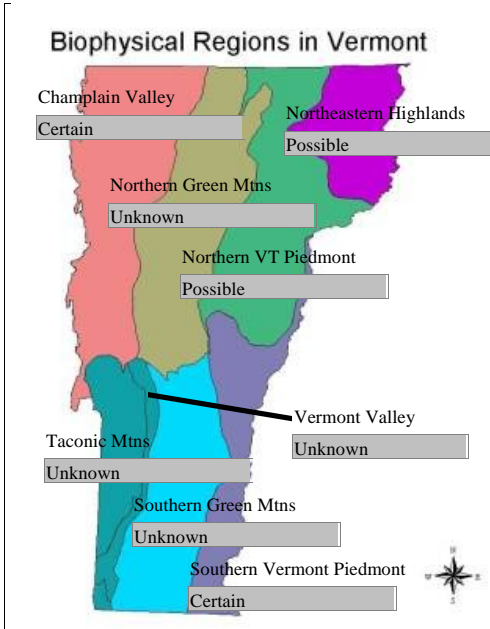 Biophysical Regions in Vermont
Champlain Valley
Certain
Northeastern Highlands
Possible
Northern Green Mtns
Unknown
Northern VT Piedmont
Possible
Vermont Valley
Unknown
Taconic Mtns
Unknown
Southern Green Mtns
Unknown
Southern Vermont Piedmont
Certain
N
W E
S